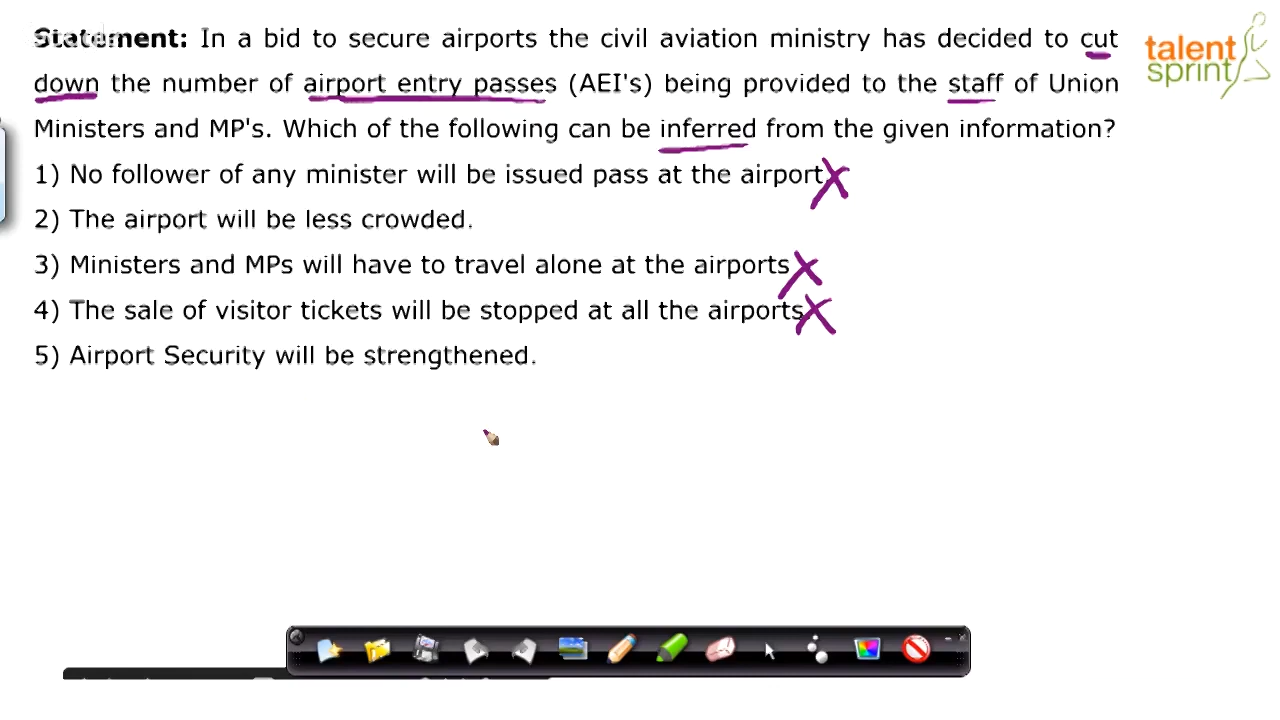 Statement: In a bid to secure airports the civil aviation ministry has decided to cut
down the number of airport entry passes (AEI's) being provided to the staff of Union
Ministers and MP's. Which of the following can be inferred from the given information?
1) No follower of any minister will be issued pass at the airport
2) The airport will be less crowded.
3) Ministers and MPs will have to travel alone at the airports
4) The sale of visitor tickets will be stopped at all the airports.
5) Airport Security will be strengthened.
talent
sprint